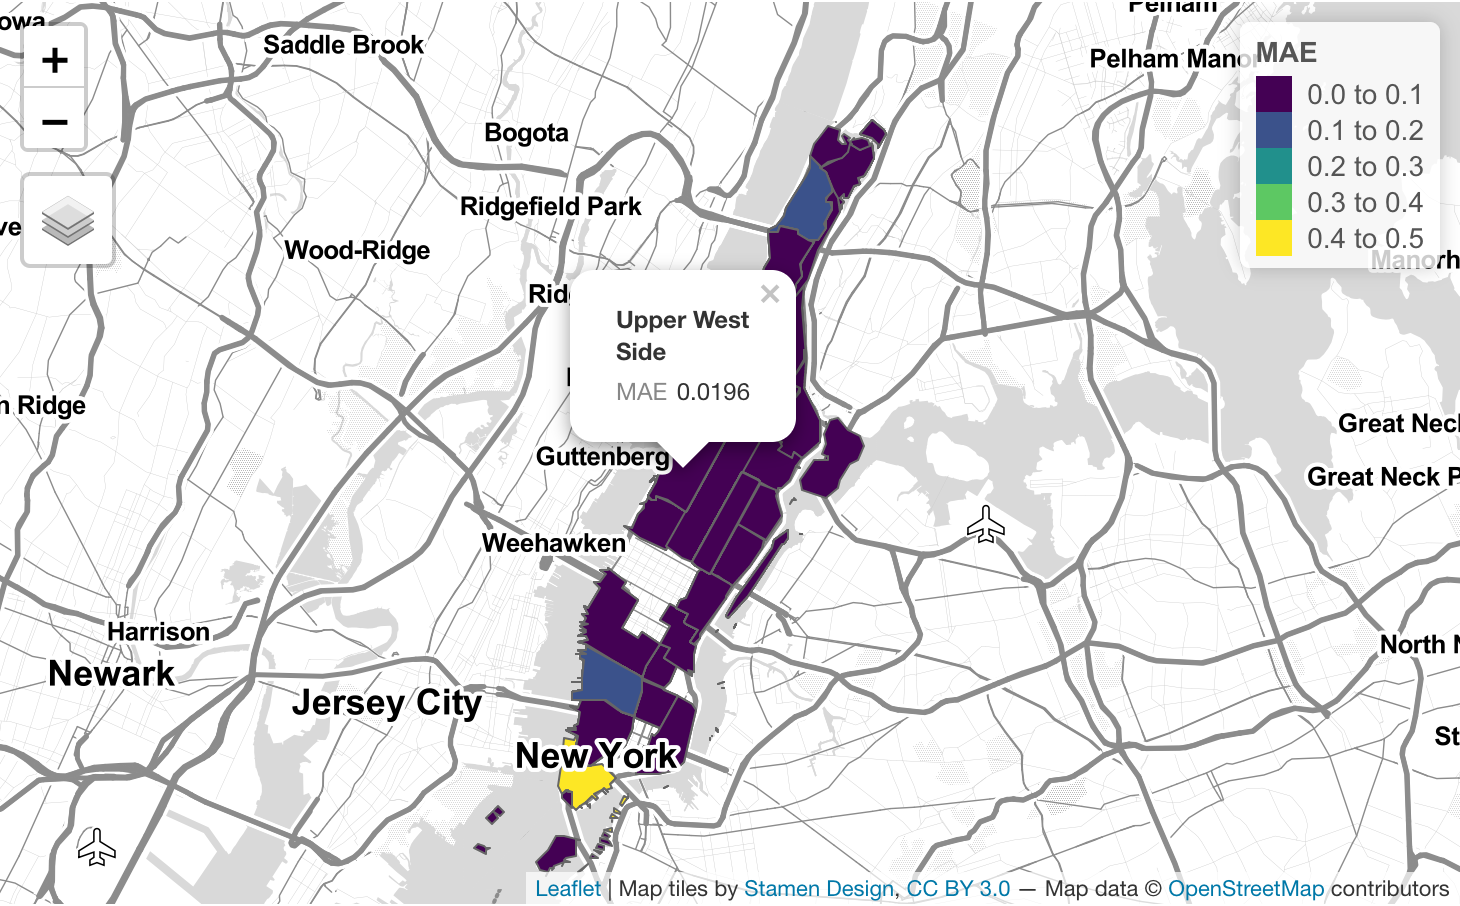 owa
Saddle Brook
Pelham
Pelham Manor
MAE
0.0 to 0.1
0.1 to 0.2
0.2 to 0.3
0.3 to 0.4
0.4 to 0.5
+
−
Bogota
Ridgefield Park
ve
Wood-Ridge
Manorh
Ridg
Upper West
Side
MAE 0.0196
×
h Ridge
Great Neck
Guttenberg
Great Neck P
Weehawken
Harrison
Newark
North N
Jersey City
New York
St
Leaflet | Map tiles by Stamen Design, CC BY 3.0 — Map data © OpenStreetMap contributors